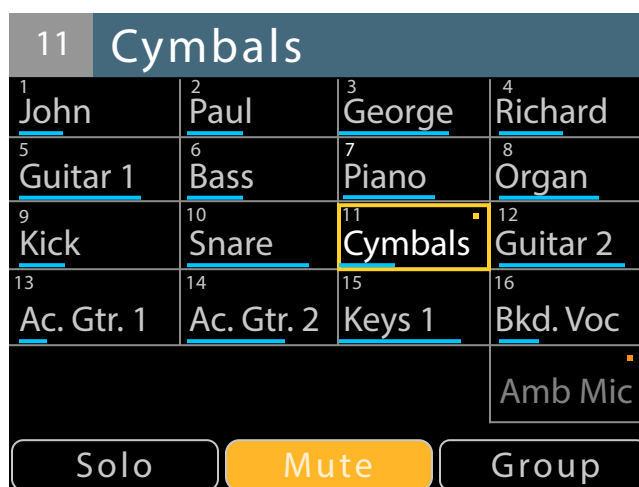 11 Cymbals
1 2 3 4
John Paul George Richard
5 6 7 8
Guitar 1 Bass Piano Organ
9 10 11 12
Kick Snare Cymbals Guitar 2
13 14 15 16
Ac. Gtr. 1 Ac. Gtr. 2 Keys 1 Bkd. Voc
Amb Mic
Solo Mute Group